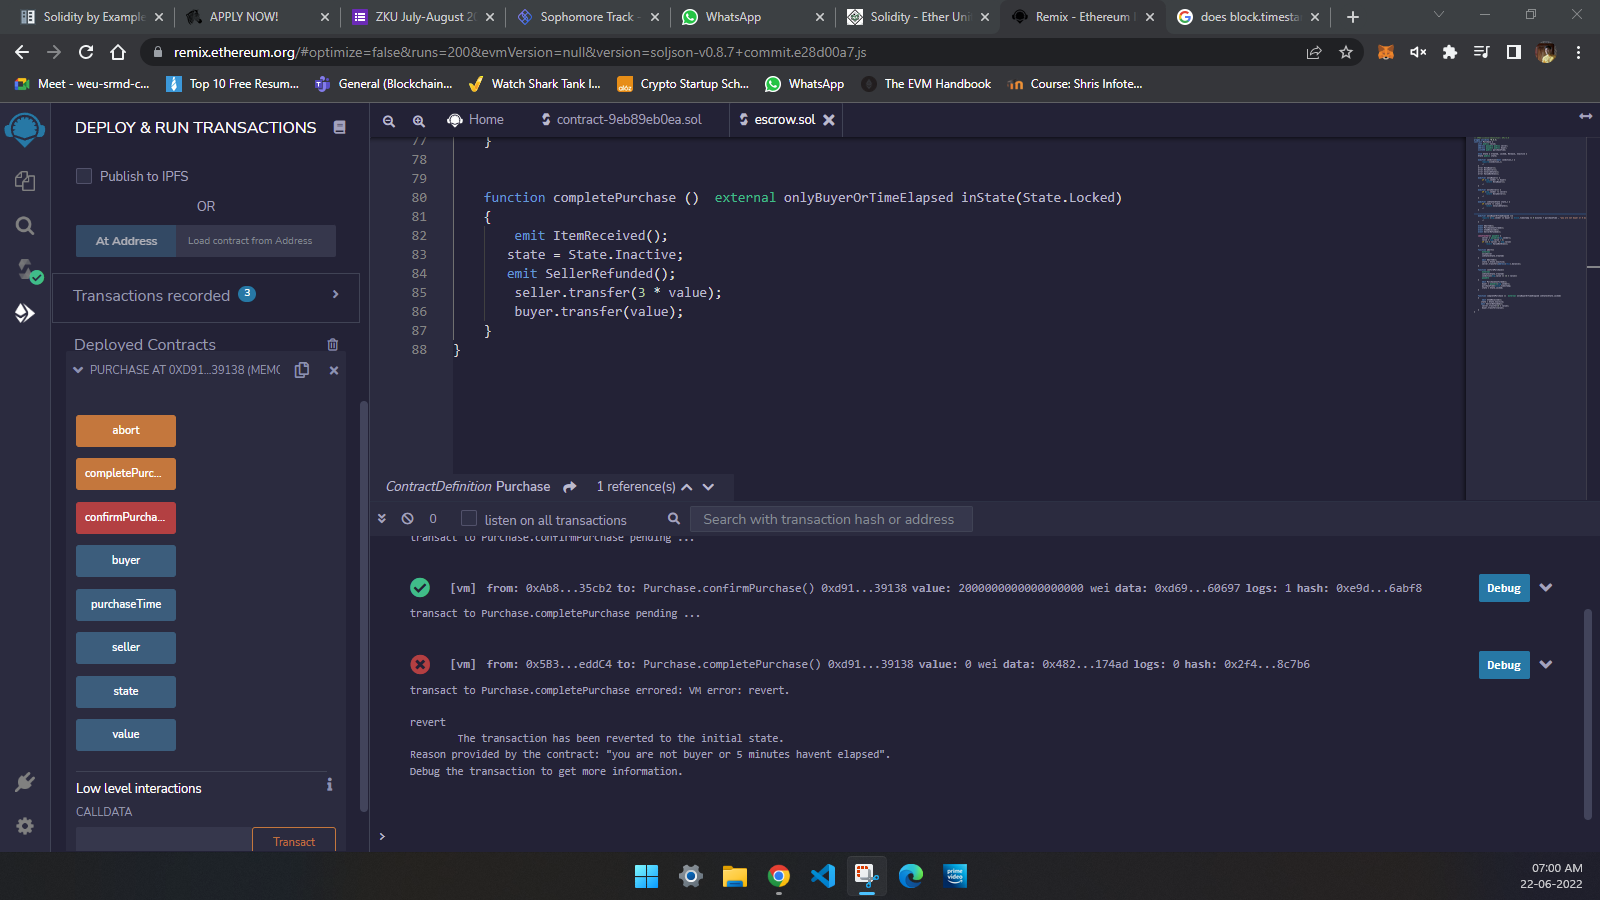 Solidity by Example
APPLY NOW!
ZKU July-August 2
Sophomore Track -
WhatsApp
Solidity - Ether Uni
Remix - Ethereum
does block.timesta
remix.ethereum.org/#optimize=false&runs=200&evmVersion=null&version=soljson-v0.8.7+commit.e28d00a7.js
Meet - weu-srmd-c...
Top 10 Free Resum...
General (Blockchain...
Watch Shark Tank I...
Crypto Startup Sch...
WhatsApp
The EVM Handbook
Course: Shris Infote...
DEPLOY & RUN TRANSACTIONS
Home
contract-9eb89eb0ea.sol
escrow.sol
Publish to IPFS
OR
At Address
Load contract from Address
Transactions recorded 3
Deployed Contracts
PURCHASE AT 0XD91...39138 (MEMO
abort
completePurc...
confirmPurcha...
buyer
purchaseTime
seller
state
value
Low level interactions
CALLDATA
Transact
77 }
78
79
80 function completePurchase () external onlyBuyerOrTimeElapsed inState(State.Locked)
81 {
82 emit ItemReceived();
83 state = State.Inactive;
84 emit SellerRefunded();
85 seller.transfer(3 * value);
86 buyer.transfer(value);
87 }
88 }
ContractDefinition Purchase 1 reference(s)
0 listen on all transactions Search with transaction hash or address
transact to Purchase.confirmPurchase pending ...
[vm] from: 0xAb8...35cb2 to: Purchase.confirmPurchase() 0xd91...39138 value: 2000000000000000000 wei data: 0xd69...60697 logs: 1 hash: 0xe9d...6abf8
Debug
transact to Purchase.completePurchase pending ...
[vm] from: 0x5B3...eddC4 to: Purchase.completePurchase() 0xd91...39138 value: 0 wei data: 0x482...174ad logs: 0 hash: 0x2f4...8c7b6
Debug
transact to Purchase.completePurchase errored: VM error: revert.
revert
The transaction has been reverted to the initial state.
Reason provided by the contract: "you are not buyer or 5 minutes havent elapsed".
Debug the transaction to get more information.
>
prime video
07:00 AM
22-06-2022